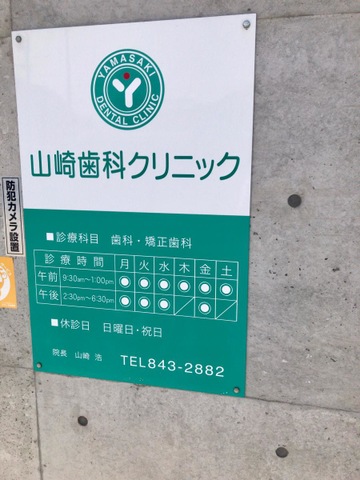 YAMASAKI
DENTAL CLINIC
山崎歯科クリニック
防犯カメラ設置
■診療科目 歯科・矯正歯科
診療時間 月 火 水 木 金 土
午前 9:30am~1:00pm ◉ ◉ ◉ ◉ ◉ ◉
午後 2:30pm~6:30pm ◉ ◉ ◉ ／ ◉ ／
■休診日 日曜日・祝日
院長 山崎 浩
TEL843-2882